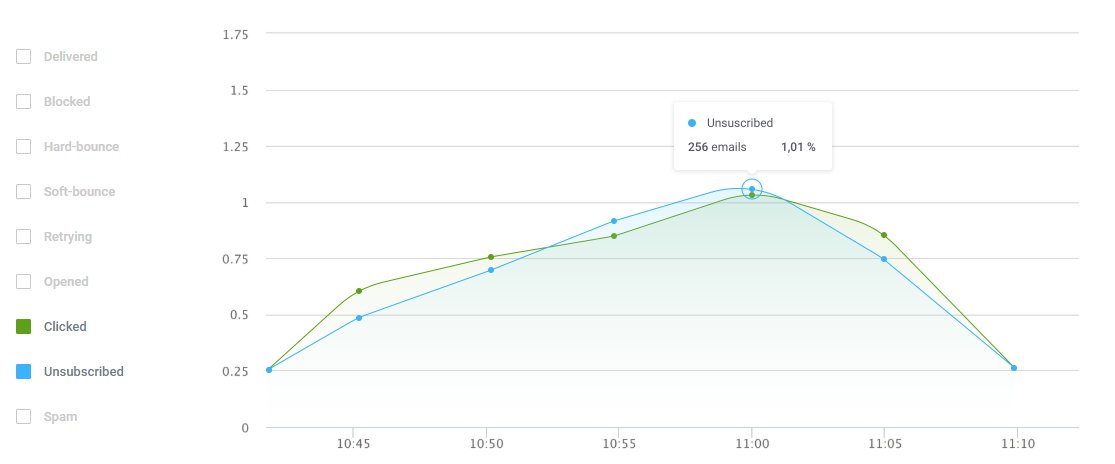 Delivered
Blocked
Hard-bounce
Soft-bounce
Retrying
Opened
Clicked
Unsubscribed
Spam
1.75
1.5
1.25
1
0.75
0.5
0.25
0
Unsuscribed
256 emails 1,01 %
10:45 10:50 10:55 11:00 11:05 11:10